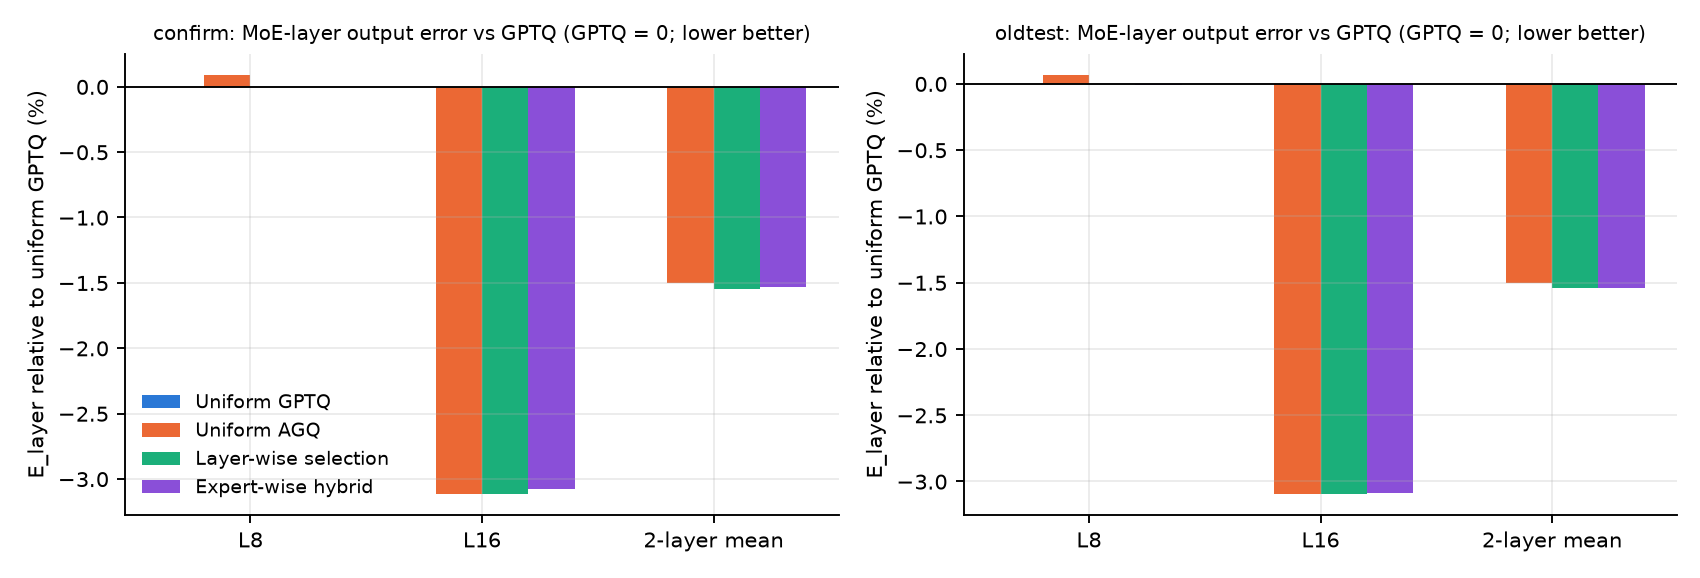 confirm: MoE-layer output error vs GPTQ (GPTQ = 0; lower better)
E_layer relative to uniform GPTQ (%)
0.0
−0.5
−1.0
−1.5
−2.0
−2.5
−3.0
Uniform GPTQ
Uniform AGQ
Layer-wise selection
Expert-wise hybrid
L8
L16
2-layer mean
oldtest: MoE-layer output error vs GPTQ (GPTQ = 0; lower better)
E_layer relative to uniform GPTQ (%)
0.0
−0.5
−1.0
−1.5
−2.0
−2.5
−3.0
L8
L16
2-layer mean